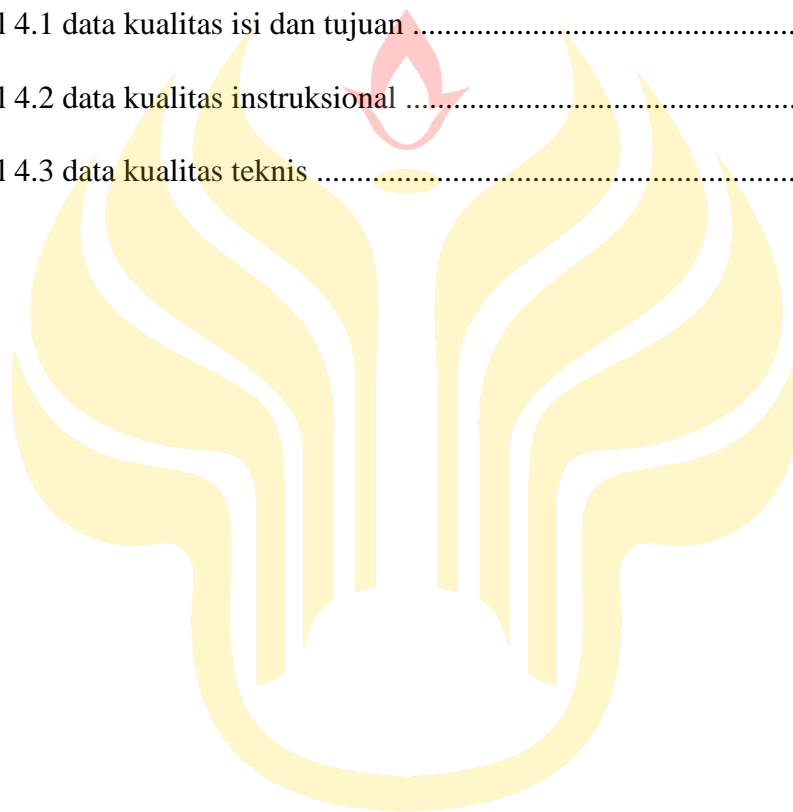 l 4.1 data kualitas isi dan tujuan ................................................
l 4.2 data kualitas instruksional .................................................
l 4.3 data kualitas teknis ............................................................